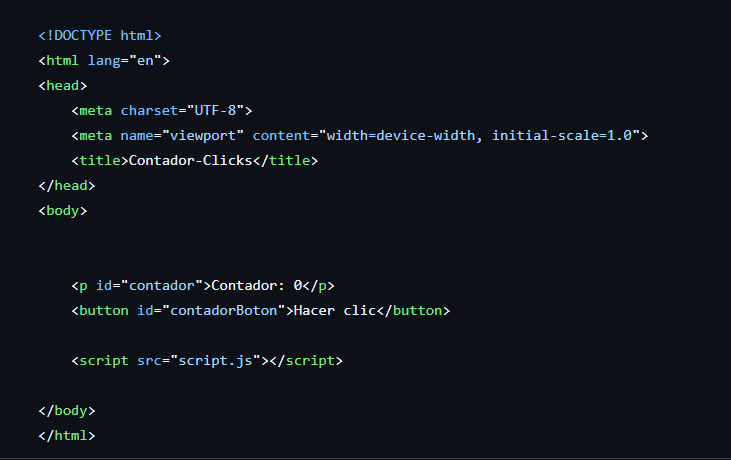 <!DOCTYPE html>
<html lang="en">
<head>
    <meta charset="UTF-8">
    <meta name="viewport" content="width=device-width, initial-scale=1.0">
    <title>Contador-Clicks</title>
</head>
<body>
    <p id="contador">Contador: 0</p>
    <button id="contadorBoton">Hacer clic</button>
    <script src="script.js"></script>
</body>
</html>